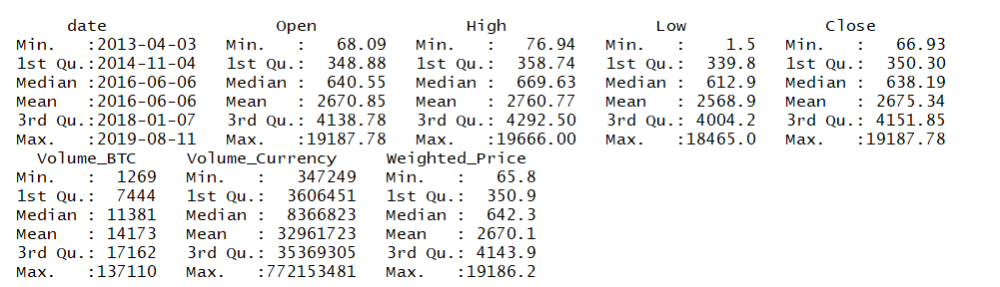 date                 Open               High               Low              Close
Min.   :2013-04-03   Min.   :   68.09   Min.   :   76.94   Min.   :    1.5   Min.   :   66.93
1st Qu.:2014-11-04   1st Qu.:  348.88   1st Qu.:  358.74   1st Qu.:  339.8   1st Qu.:  350.30
Median :2016-06-06   Median :  640.55   Median :  669.63   Median :  612.9   Median :  638.19
Mean   :2016-06-06   Mean   : 2670.85   Mean   : 2760.77   Mean   : 2568.9   Mean   : 2675.34
3rd Qu.:2018-01-07   3rd Qu.: 4138.78   3rd Qu.: 4292.50   3rd Qu.: 4004.2   3rd Qu.: 4151.85
Max.   :2019-08-11   Max.   :19187.78   Max.   :19666.00   Max.   :18465.0   Max.   :19187.78
  Volume_BTC     Volume_Currency     Weighted_Price
Min.   :  1269   Min.   :   347249   Min.   :   65.8
1st Qu.:  7444   1st Qu.:  3606451   1st Qu.:  350.9
Median : 11381   Median :  8366823   Median :  642.3
Mean   : 14173   Mean   : 32961723   Mean   : 2670.1
3rd Qu.: 17162   3rd Qu.: 35369305   3rd Qu.: 4143.9
Max.   :137110   Max.   :772153481   Max.   :19186.2